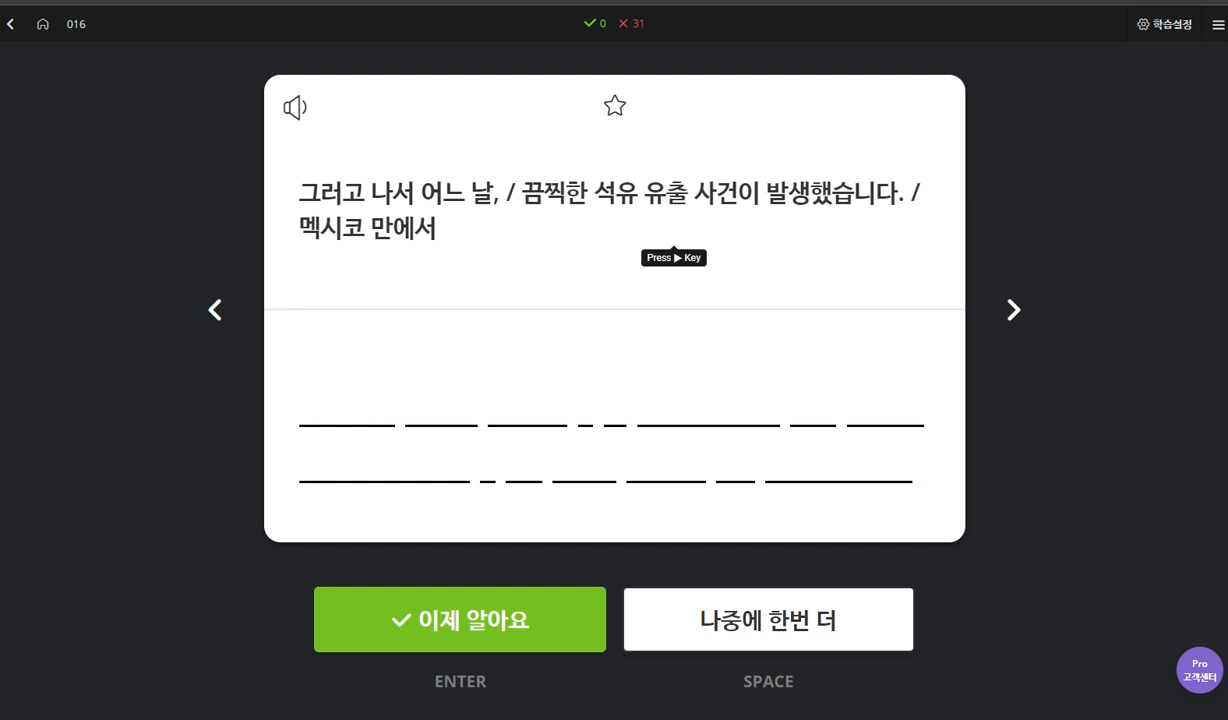 016
0
31
학습설정
그러고 나서 어느 날, / 끔찍한 석유 유출 사건이 발생했습니다. /
멕시코 만에서
Press ▶ Key
이제 알아요
나중에 한번 더
ENTER
SPACE
Pro
고객센터